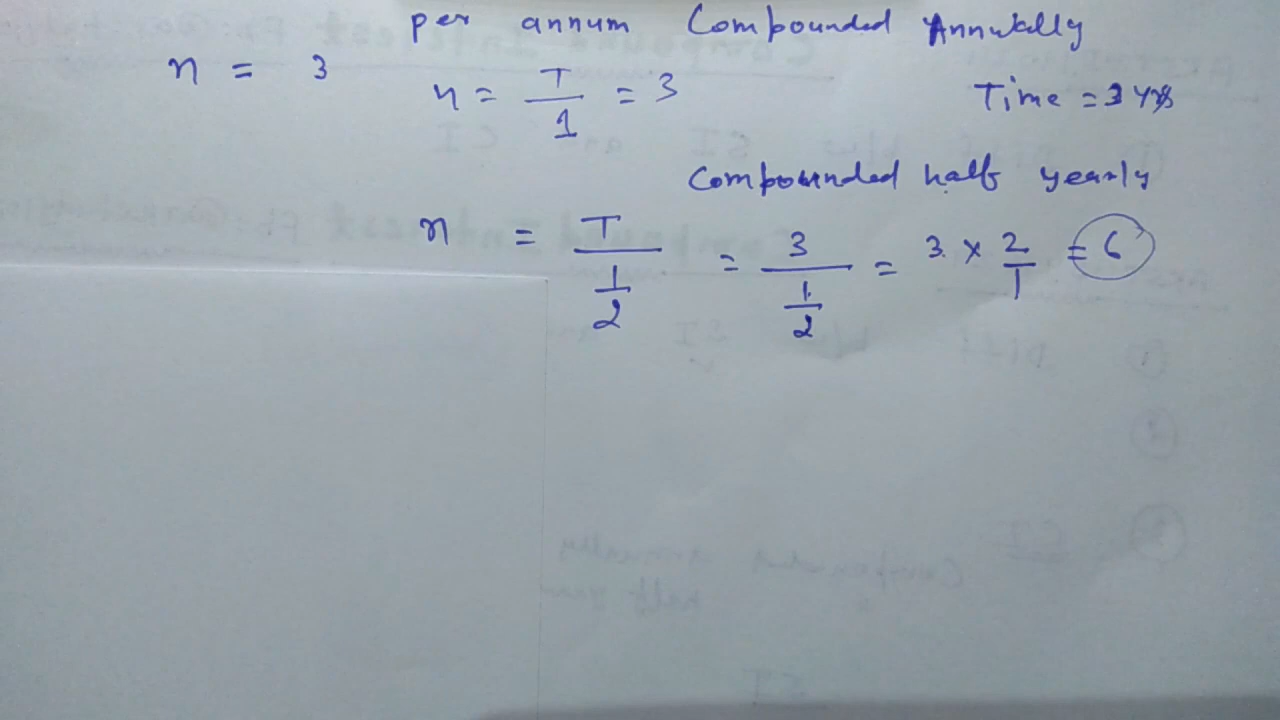 per annum Compounded Annually
n = 3 n = T/1 = 3 Time = 3 yrs
Compounded half yearly
n = T/(1/2) = 3/(1/2) = 3 × 2/1 = 6